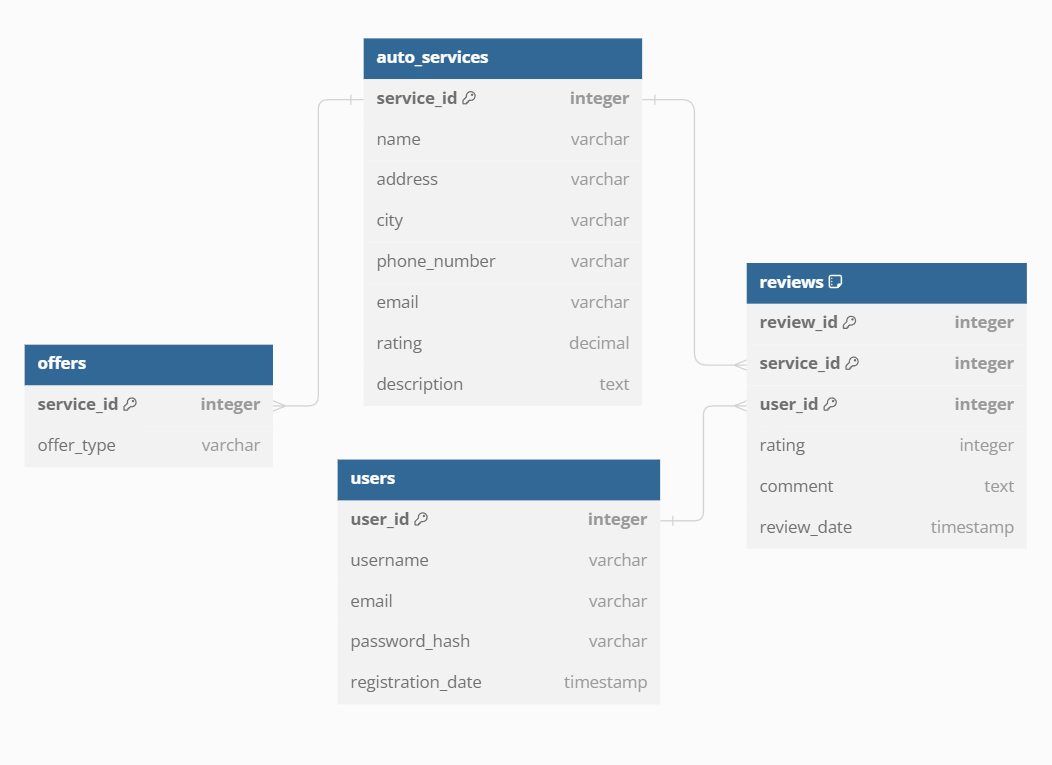 auto_services
service_id integer
name varchar
address varchar
city varchar
phone_number varchar
email varchar
rating decimal
description text
reviews
review_id integer
service_id integer
user_id integer
rating integer
comment text
review_date timestamp
offers
service_id integer
offer_type varchar
users
user_id integer
username varchar
email varchar
password_hash varchar
registration_date timestamp